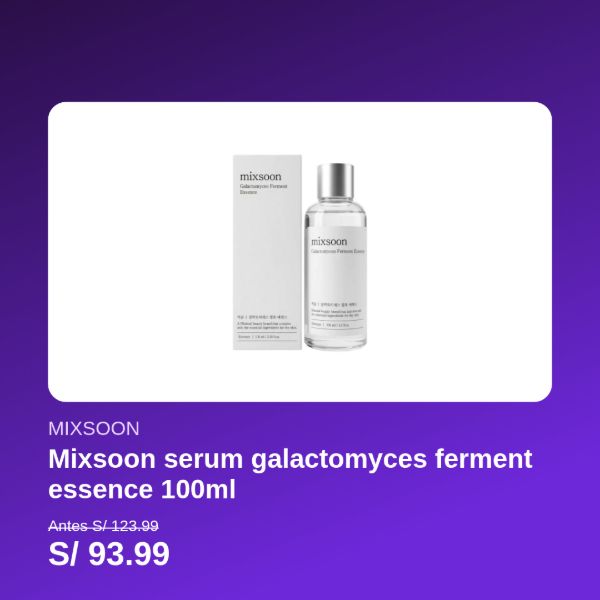 mixsoon
Galactomyces Ferment
Essence
mixsoon
Galactomyces Ferment Essence
MIXSOON
Mixsoon serum galactomyces ferment
essence 100ml
Antes S/ 123.99
S/ 93.99